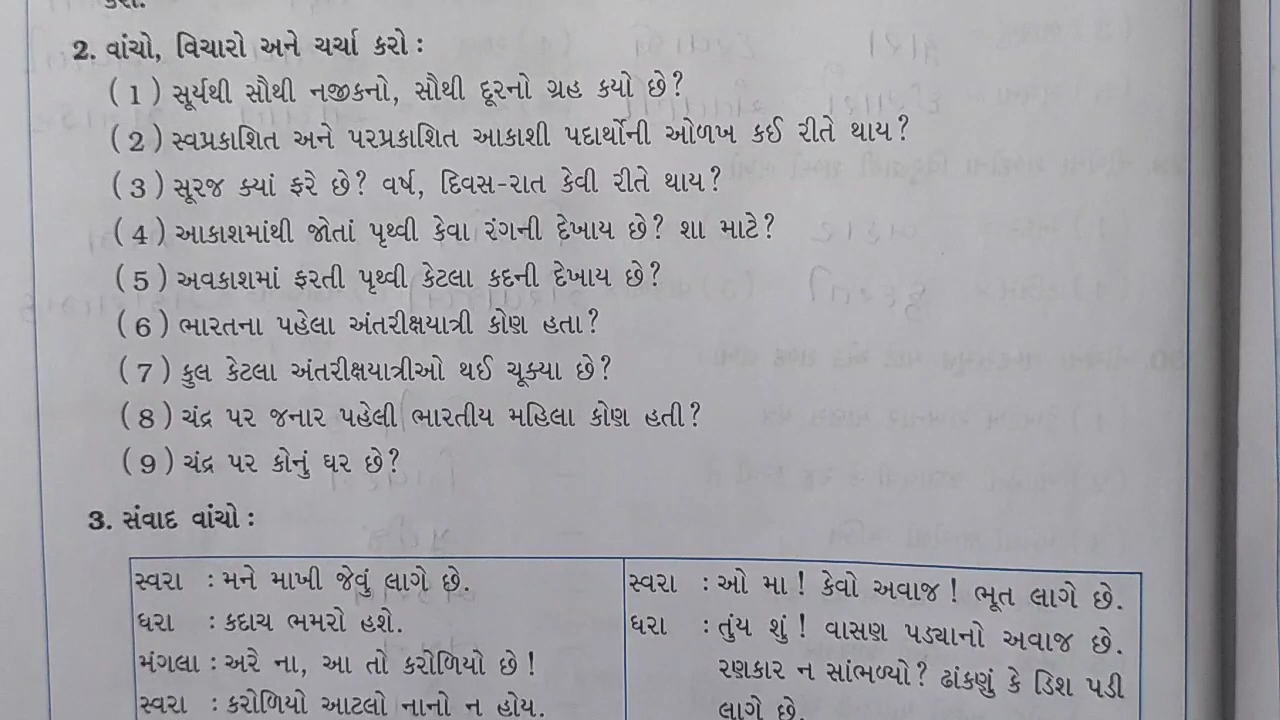 2. વાંચો, વિચારો અને ચર્ચા કરો :
(1) સૂર્યથી સૌથી નજીકનો, સૌથી દૂરનો ગ્રહ કયો છે?
(2) સ્વપ્રકાશિત અને પરપ્રકાશિત આકાશી પદાર્થોની ઓળખ કઈ રીતે થાય?
(3) સૂરજ ક્યાં ફરે છે? વર્ષ, દિવસ-રાત કેવી રીતે થાય?
(4) આકાશમાંથી જોતાં પૃથ્વી કેવા રંગની દેખાય છે? શા માટે?
(5) અવકાશમાં ફરતી પૃથ્વી કેટલા કદની દેખાય છે?
(6) ભારતના પહેલા અંતરીક્ષયાત્રી કોણ હતા?
(7) કુલ કેટલા અંતરીક્ષયાત્રીઓ થઈ ચૂક્યા છે?
(8) ચંદ્ર પર જનાર પહેલી ભારતીય મહિલા કોણ હતી?
(9) ચંદ્ર પર કોનું ઘર છે?
3. સંવાદ વાંચો :
સ્વરા : મને માખી જેવું લાગે છે.
ધરા : કદાચ ભમરો હશે.
મંગલા : અરે ના, આ તો કરોળિયો છે !
સ્વરા : કરોળિયો આટલો નાનો ન હોય.
સ્વરા : ઓ મા ! કેવો અવાજ ! ભૂત લાગે છે.
ધરા : તુંય શું ! વાસણ પડ્યાનો અવાજ છે.
રણકાર ન સાંભળ્યો? ઢાંકણું કે ડિશ પડી
લાગે છે.